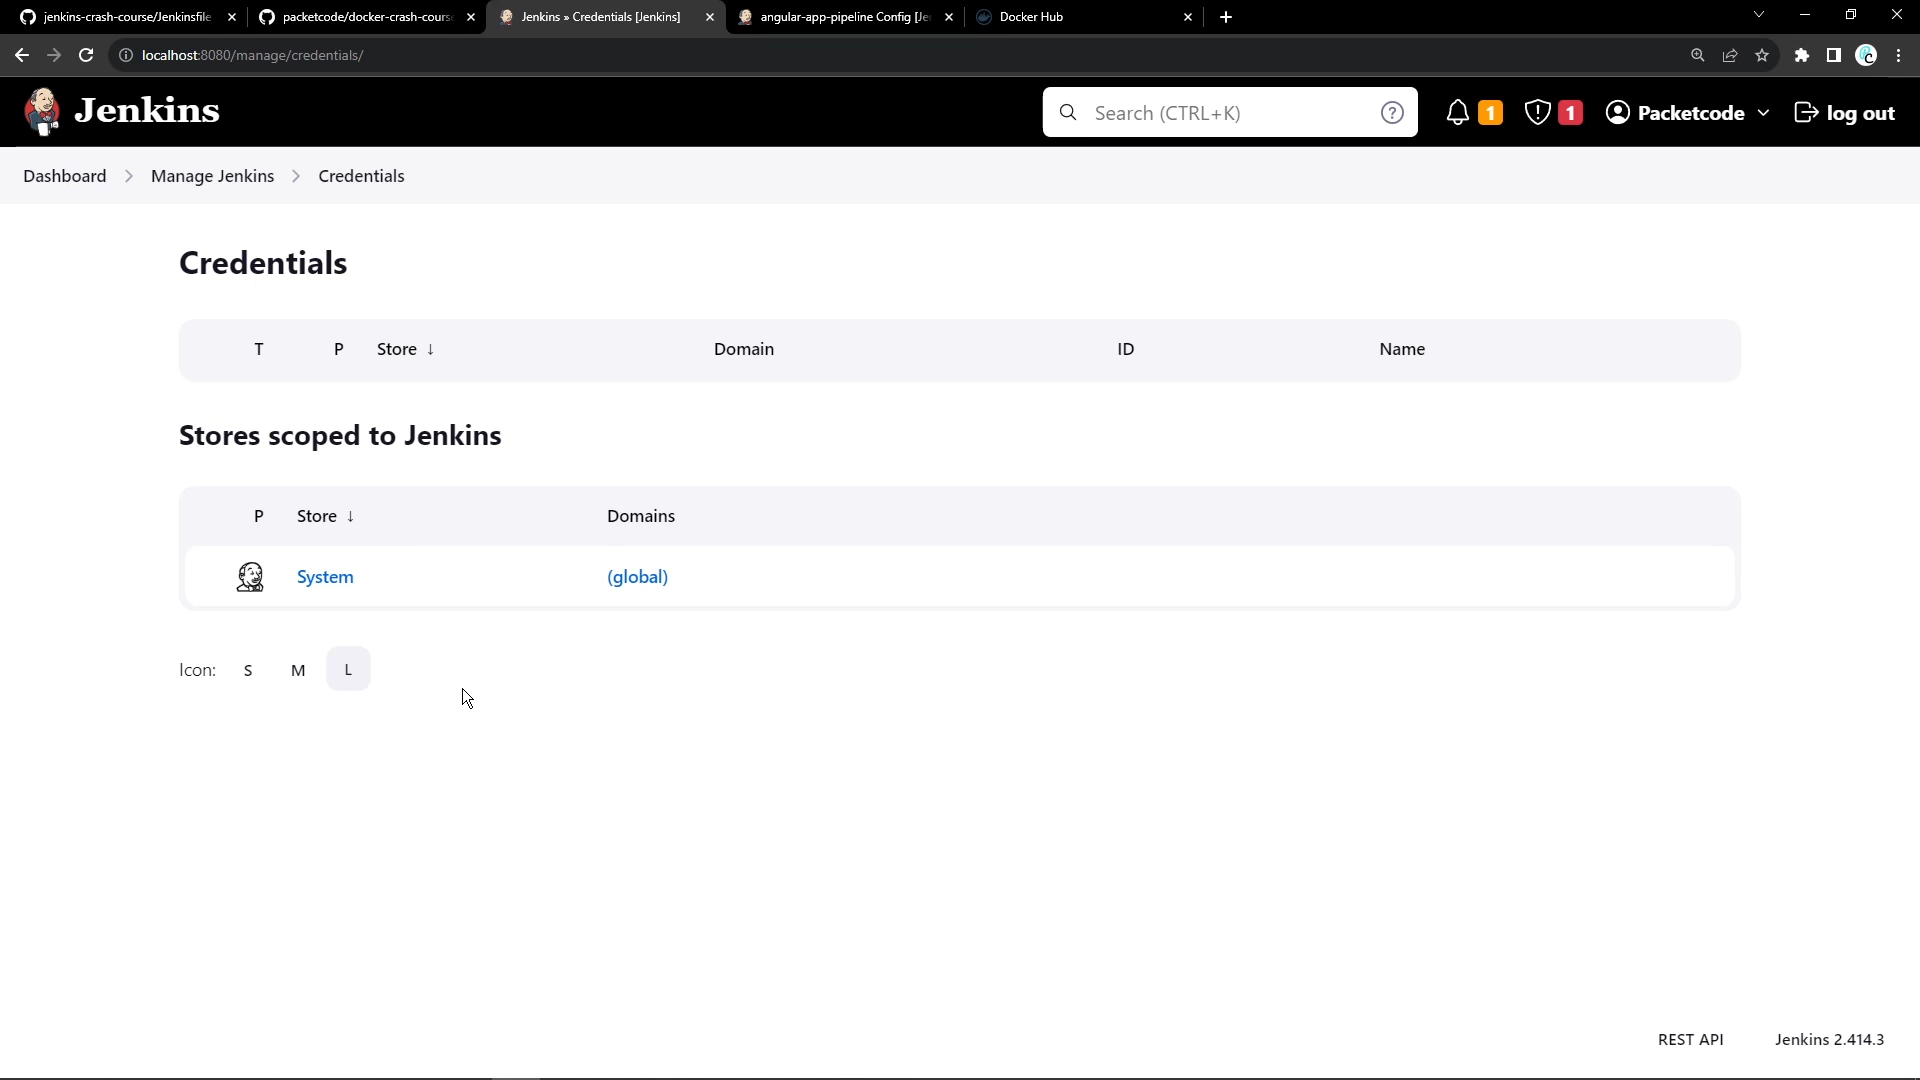 jenkins-crash-course/Jenkinsfile
packetcode/docker-crash-cours
Jenkins » Credentials [Jenkins]
angular-app-pipeline Config [Je
Docker Hub
localhost:8080/manage/credentials/
Jenkins
Search (CTRL+K)
1
1
Packetcode
log out
Dashboard
Manage Jenkins
Credentials
Credentials
T P Store ↓ Domain ID Name
Stores scoped to Jenkins
P Store ↓ Domains
System (global)
Icon: S M L
REST API Jenkins 2.414.3